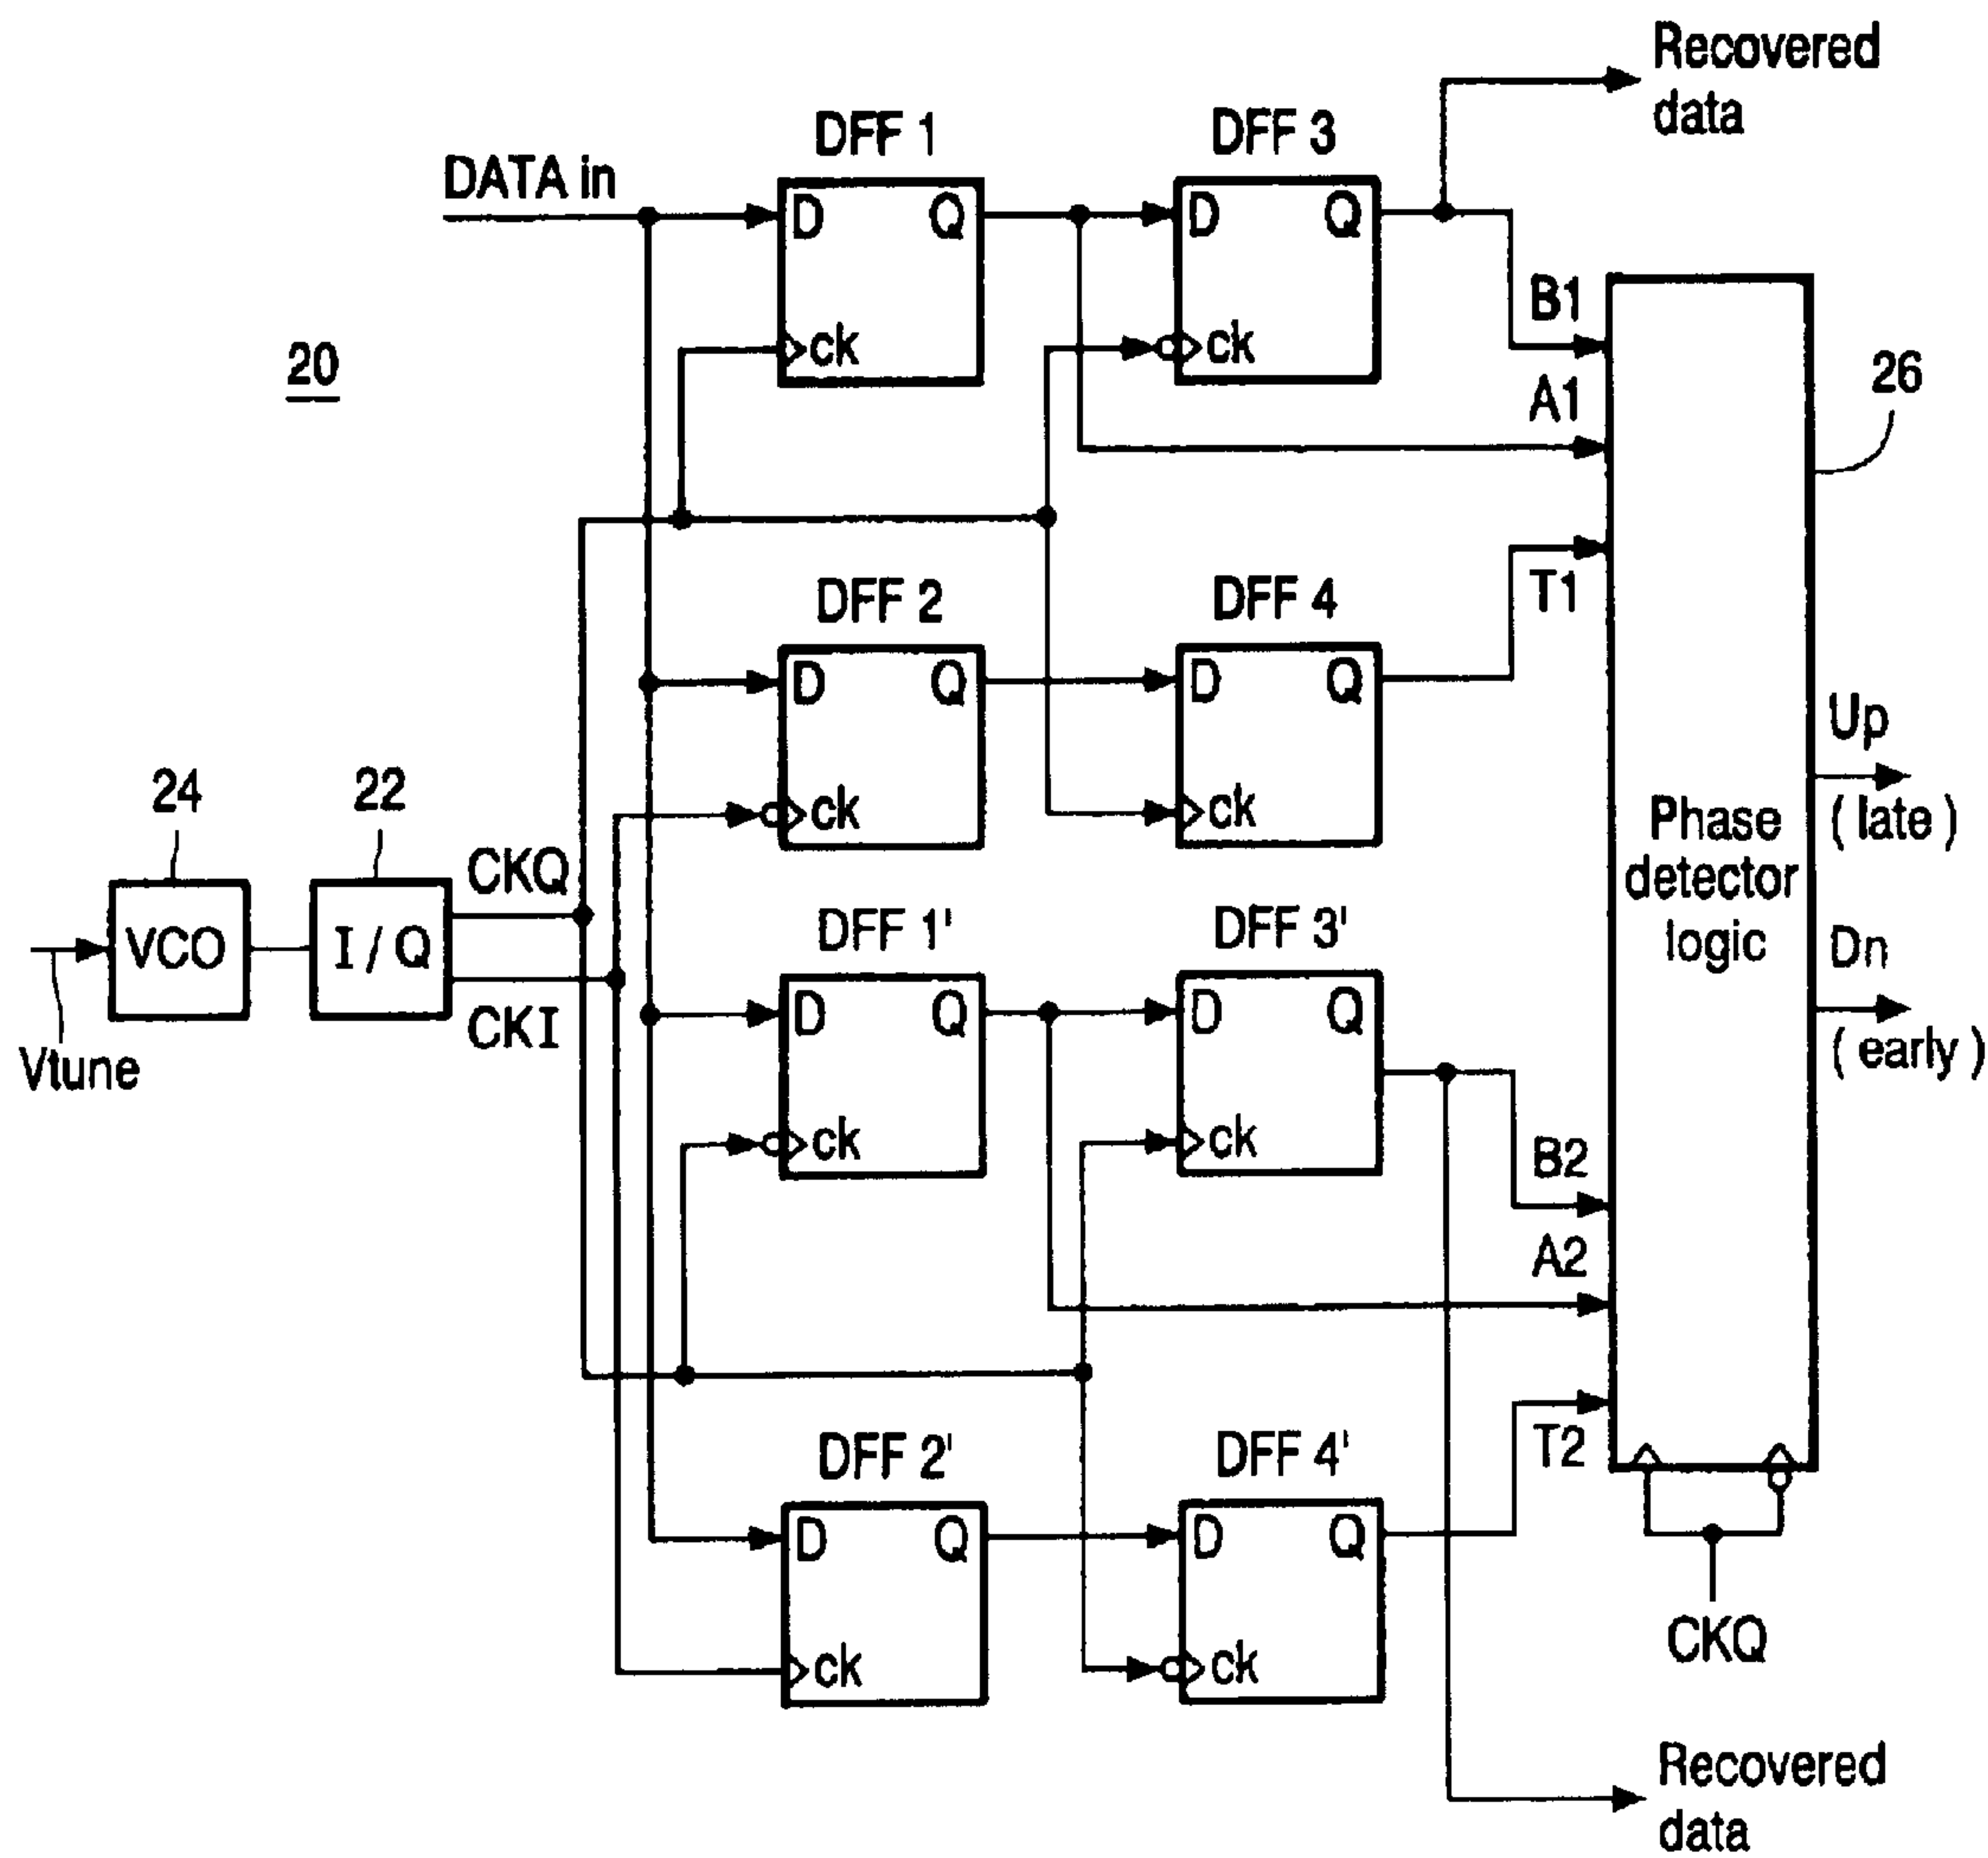 Recovered
data
DFF 1
DFF 3
DATA in
D
Q
D
Q
B1
20
ck
ck
A1
26
DFF 2
DFF 4
T1
D
Q
D
Q
Up
24
22
ck
ck
Phase
( late )
detector
CKQ
DFF 1'
DFF 3'
logic
Dn
VCO
I / Q
D
Q
D
Q
CKI
( early )
Vtune
ck
ck
B2
A2
DFF 2'
DFF 4'
T2
D
Q
D
Q
ck
ck
CKQ
Recovered
data